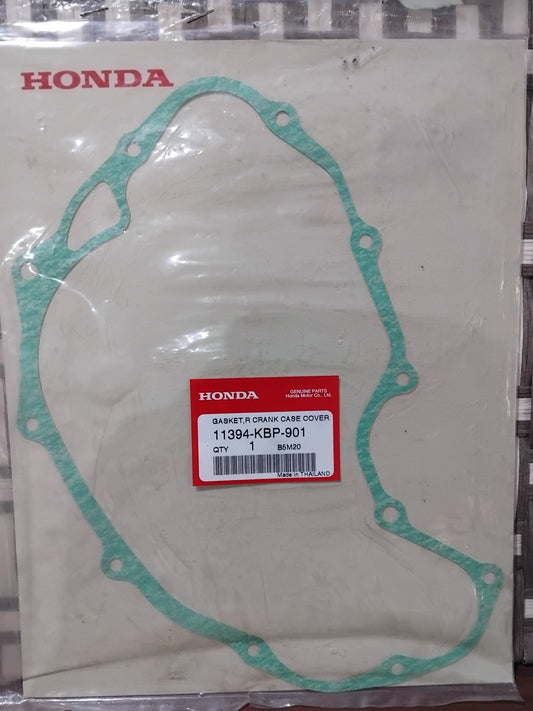 HONDA
HONDA
GENUINE PARTS
Honda Motor Co., Ltd.
GASKET,R CRANK CASE COVER
11394-KBP-901
QTY 1 B5M20
Made in THAILAND